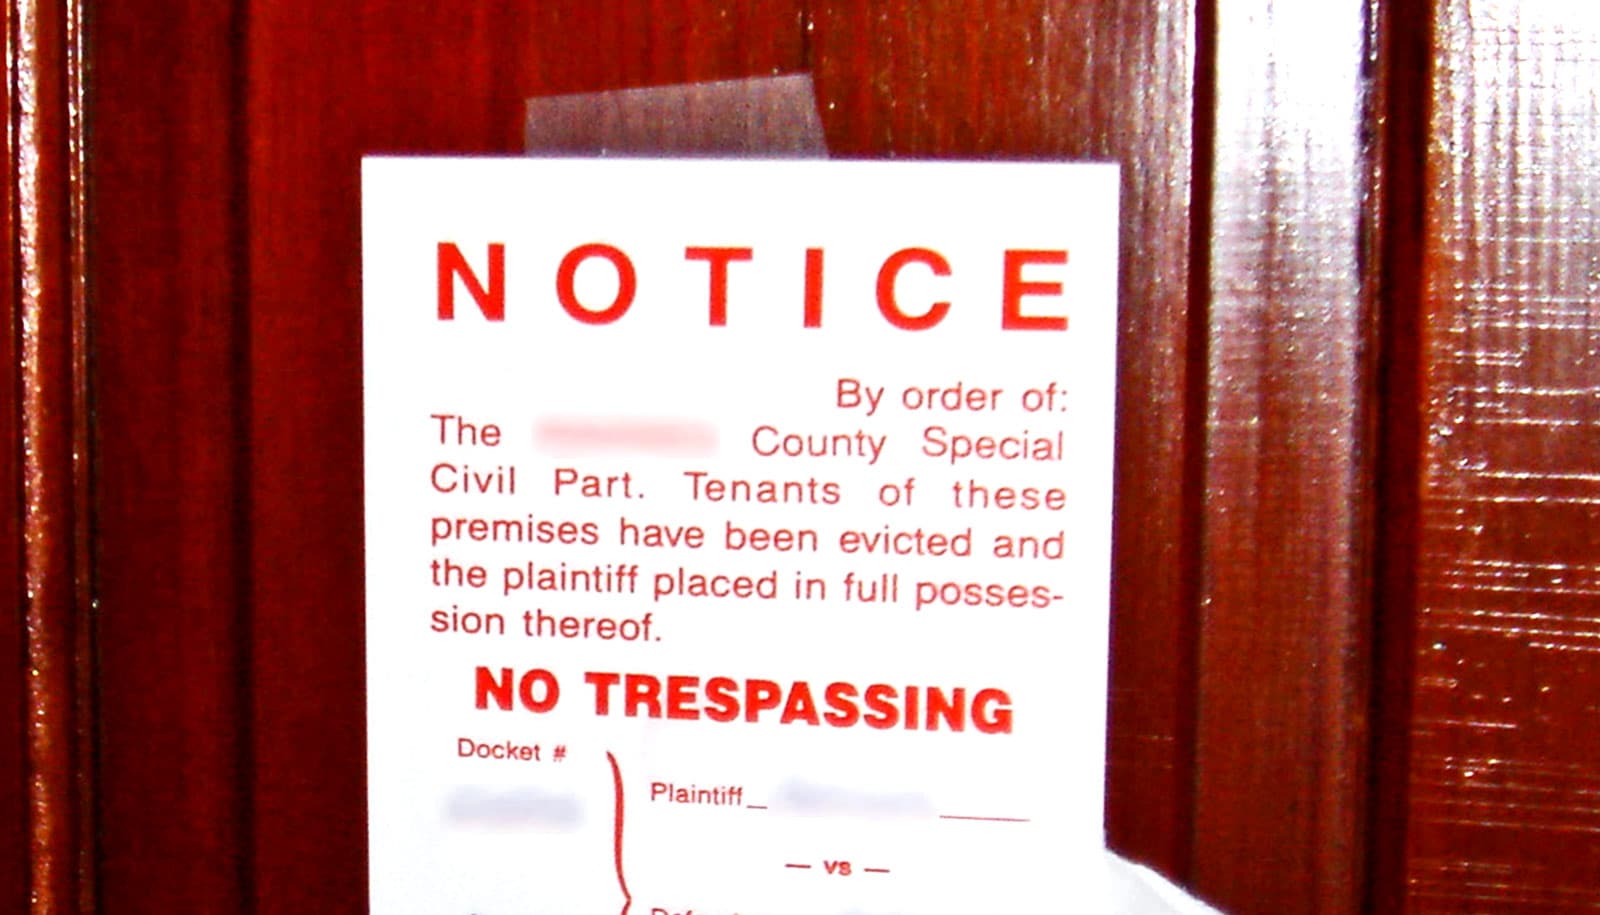 NOTICE
By order of:
The County Special
Civil Part. Tenants of these
premises have been evicted and
the plaintiff placed in full posses-
sion thereof.
NO TRESPASSING
Docket #
Plaintiff
— vs —